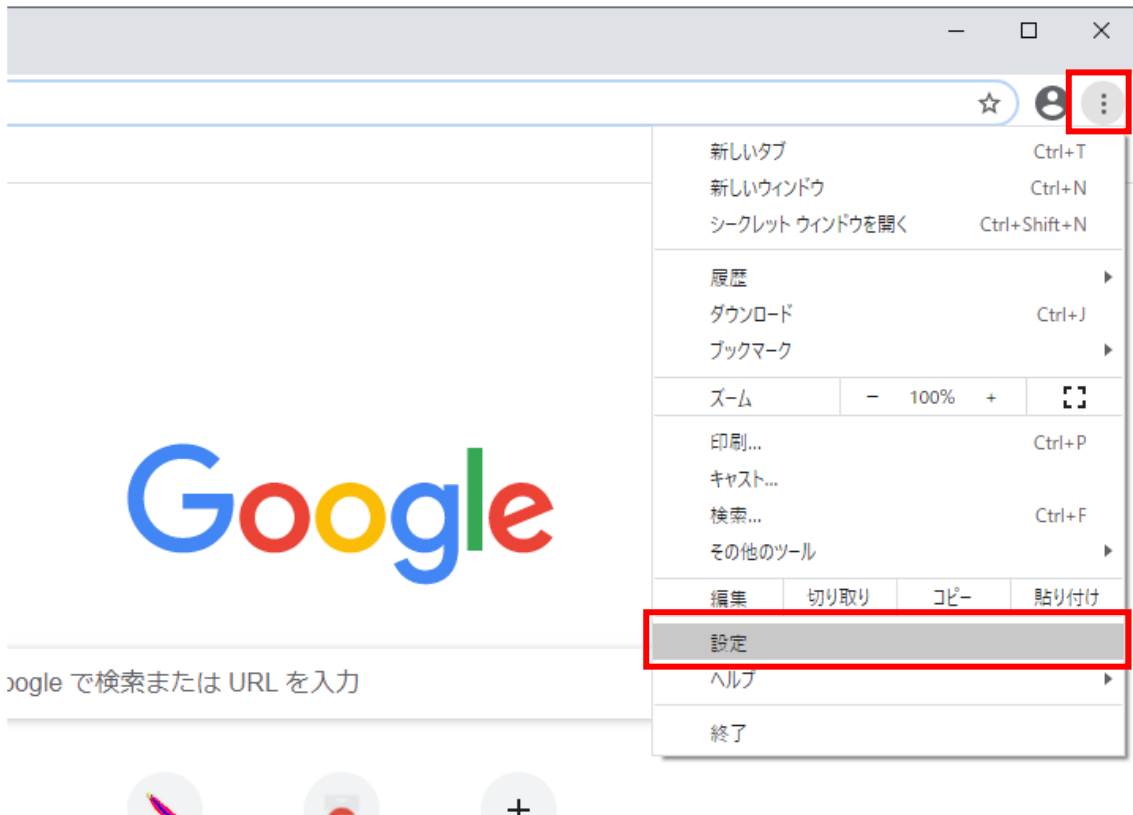 新しいタブ Ctrl+T
新しいウィンドウ Ctrl+N
シークレット ウィンドウを開く Ctrl+Shift+N
履歴
ダウンロード Ctrl+J
ブックマーク
ズーム − 100% +
印刷... Ctrl+P
キャスト...
検索... Ctrl+F
その他のツール
編集 切り取り コピー 貼り付け
設定
ヘルプ
終了
Google
oogle で検索または URL を入力